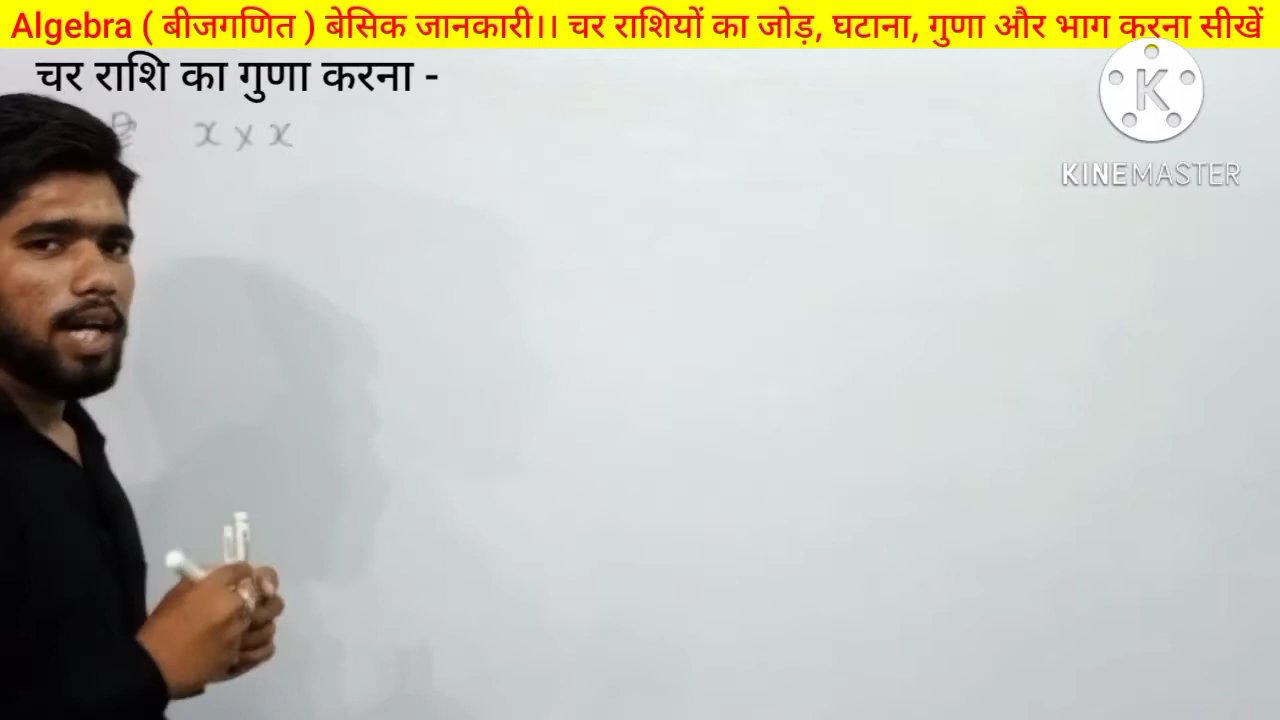 Algebra ( बीजगणित ) बेसिक जानकारी।। चर राशियों का जोड़, घटाना, गुणा और भाग करना सीखें
चर राशि का गुणा करना -
K
x × x
KINEMASTER